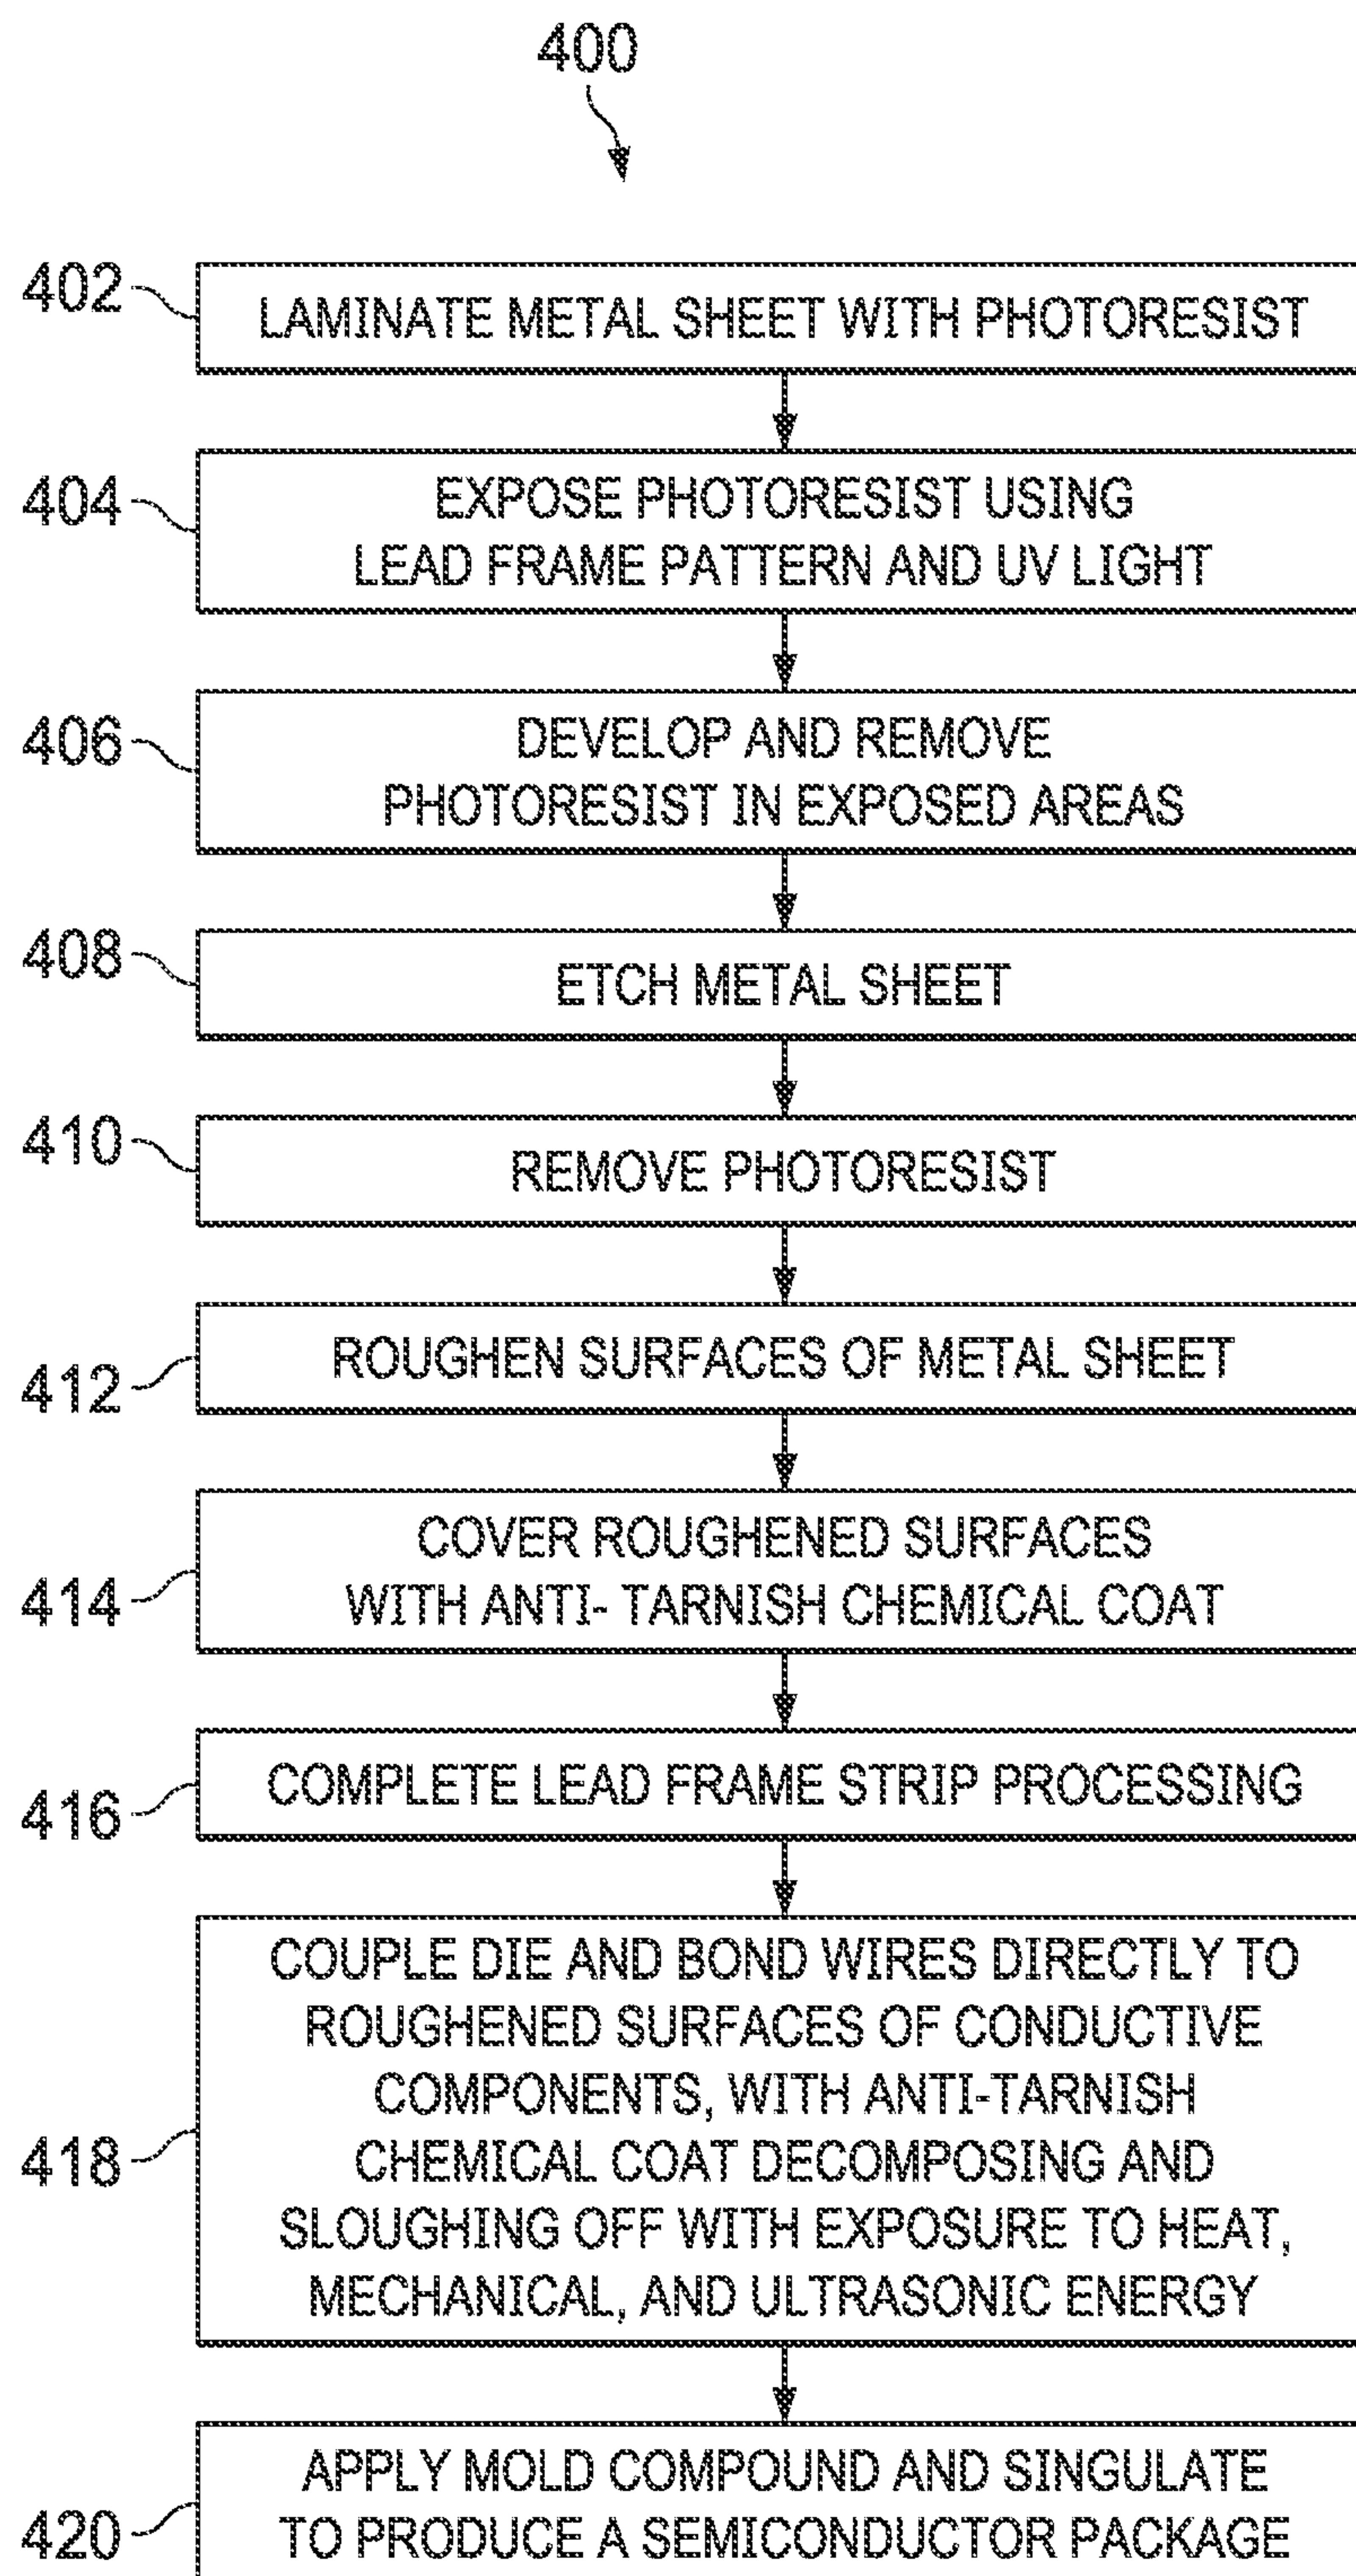 400
402
LAMINATE METAL SHEET WITH PHOTORESIST
404
EXPOSE PHOTORESIST USING
LEAD FRAME PATTERN AND UV LIGHT
406
DEVELOP AND REMOVE
PHOTORESIST IN EXPOSED AREAS
408
ETCH METAL SHEET
410
REMOVE PHOTORESIST
412
ROUGHEN SURFACES OF METAL SHEET
414
COVER ROUGHENED SURFACES
WITH ANTI- TARNISH CHEMICAL COAT
416
COMPLETE LEAD FRAME STRIP PROCESSING
418
COUPLE DIE AND BOND WIRES DIRECTLY TO
ROUGHENED SURFACES OF CONDUCTIVE
COMPONENTS, WITH ANTI-TARNISH
CHEMICAL COAT DECOMPOSING AND
SLOUGHING OFF WITH EXPOSURE TO HEAT,
MECHANICAL, AND ULTRASONIC ENERGY
420
APPLY MOLD COMPOUND AND SINGULATE
TO PRODUCE A SEMICONDUCTOR PACKAGE